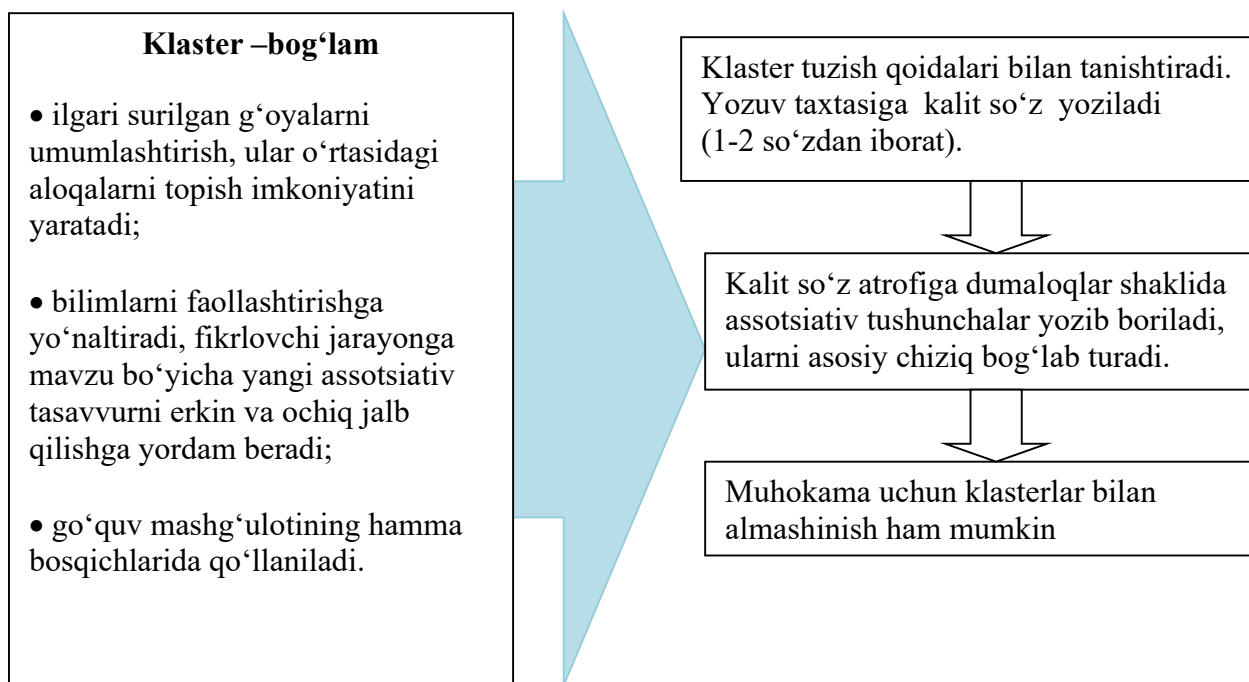 Klaster –bog‘lam
• ilgari surilgan g‘oyalarni
umumlashtirish, ular o‘rtasidagi
aloqalarni topish imkoniyatini
yaratadi;
• bilimlarni faollashtirishga
yo‘naltiradi, fikrlovchi jarayonga
mavzu bo‘yicha yangi assotsiativ
tasavvurni erkin va ochiq jalb
qilishga yordam beradi;
• go‘quv mashg‘ulotining hamma
bosqichlarida qo‘llaniladi.
Klaster tuzish qoidalari bilan tanishtiradi.
Yozuv taxtasiga kalit so‘z yoziladi
(1-2 so‘zdan iborat).
Kalit so‘z atrofiga dumaloqlar shaklida
assotsiativ tushunchalar yozib boriladi,
ularni asosiy chiziq bog‘lab turadi.
Muhokama uchun klasterlar bilan
almashinish ham mumkin